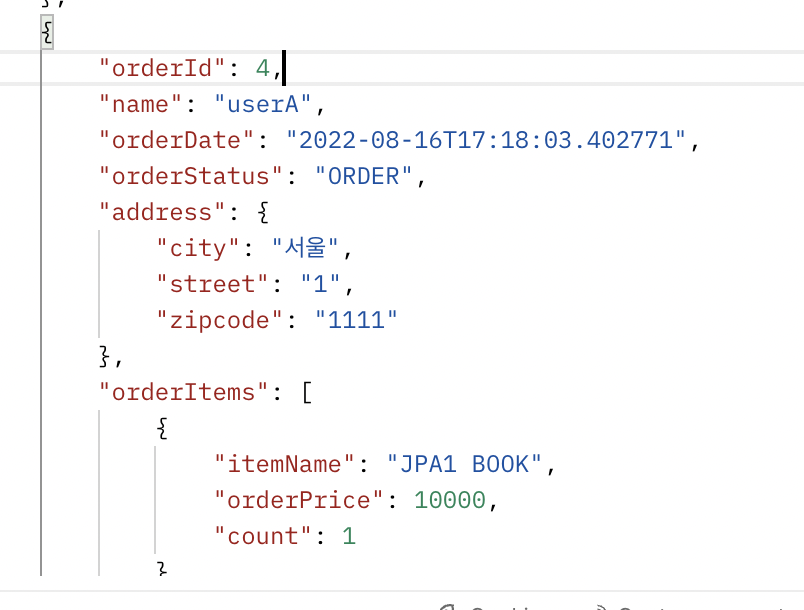 },
{
"orderId": 4,
"name": "userA",
"orderDate": "2022-08-16T17:18:03.402771",
"orderStatus": "ORDER",
"address": {
"city": "서울",
"street": "1",
"zipcode": "1111"
},
"orderItems": [
{
"itemName": "JPA1 BOOK",
"orderPrice": 10000,
"count": 1
}